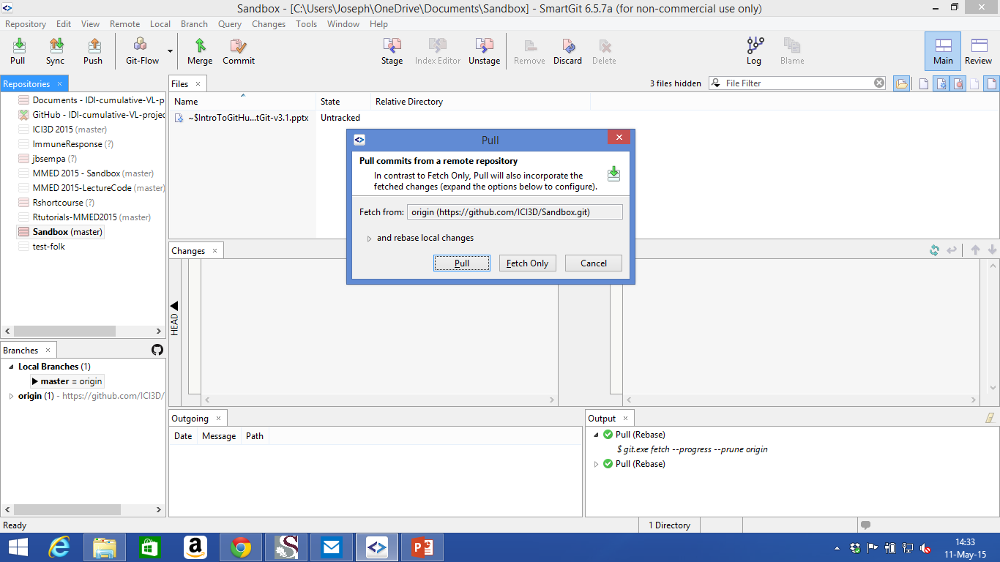 Sandbox - [C:\Users\Joseph\OneDrive\Documents\Sandbox] - SmartGit 6.5.7a (for non-commercial use only)
Repository Edit View Remote Local Branch Query Changes Tools Window Help
Pull Sync Push Git-Flow Merge Commit Stage Index Editor Unstage Remove Discard Delete Log Blame Main Review
Repositories
Documents - IDI-cumulative-VL-p
GitHub - IDI-cumulative-VL-projec
ICI3D 2015 (master)
ImmuneResponse (?)
jbsempa (?)
MMED 2015 - Sandbox (master)
MMED 2015-LectureCode (master)
Rshortcourse (?)
Rtutorials-MMED2015 (master)
Sandbox (master)
test-folk
Files
3 files hidden
File Filter
Name State Relative Directory
~$IntroToGitHu...tGit-v3.1.pptx Untracked
Pull
Pull commits from a remote repository
In contrast to Fetch Only, Pull will also incorporate the
fetched changes (expand the options below to configure).
Fetch from: origin (https://github.com/ICI3D/Sandbox.git)
and rebase local changes
Pull Fetch Only Cancel
Changes
HEAD
Branches
Local Branches (1)
master = origin
origin (1) - https://github.com/ICI3D/
Outgoing
Date Message Path
Output
Pull (Rebase)
$ git.exe fetch --progress --prune origin
Pull (Rebase)
Ready
1 Directory
14:33
11-May-15